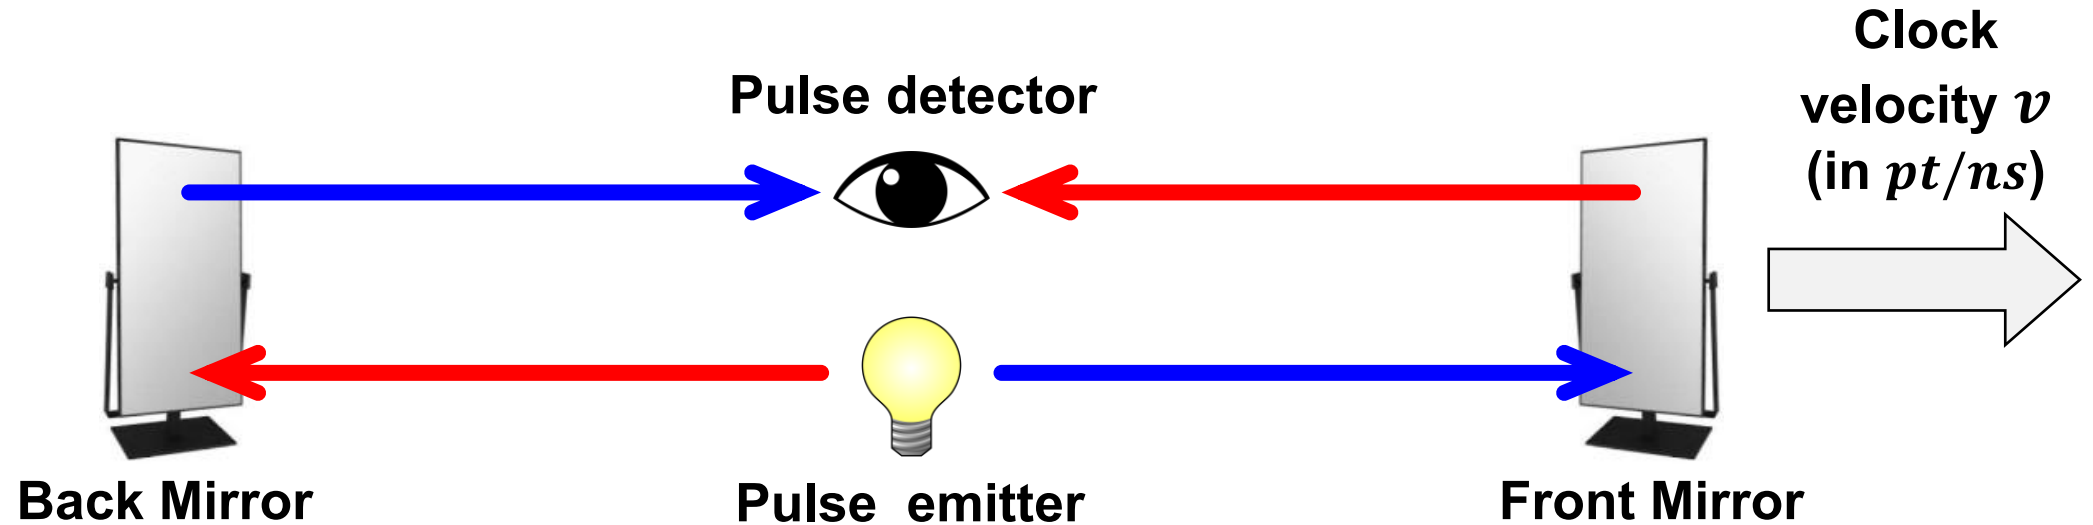 Clock
velocity v
(in pt/ns)
Pulse detector
Back Mirror
Pulse emitter
Front Mirror